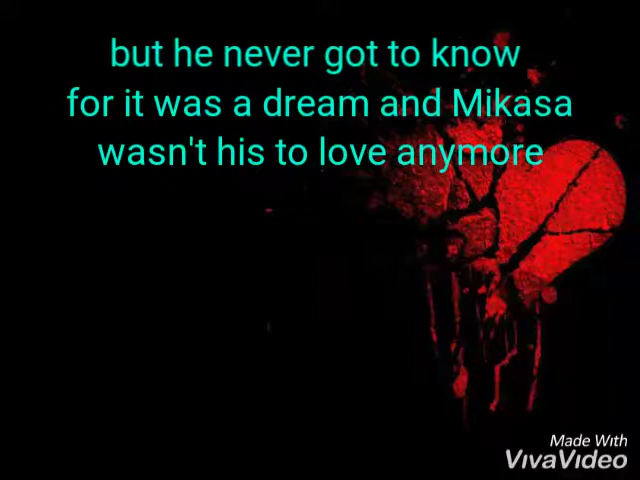 but he never got to know
for it was a dream and Mikasa
wasn't his to love anymore
Made With
VivaVideo